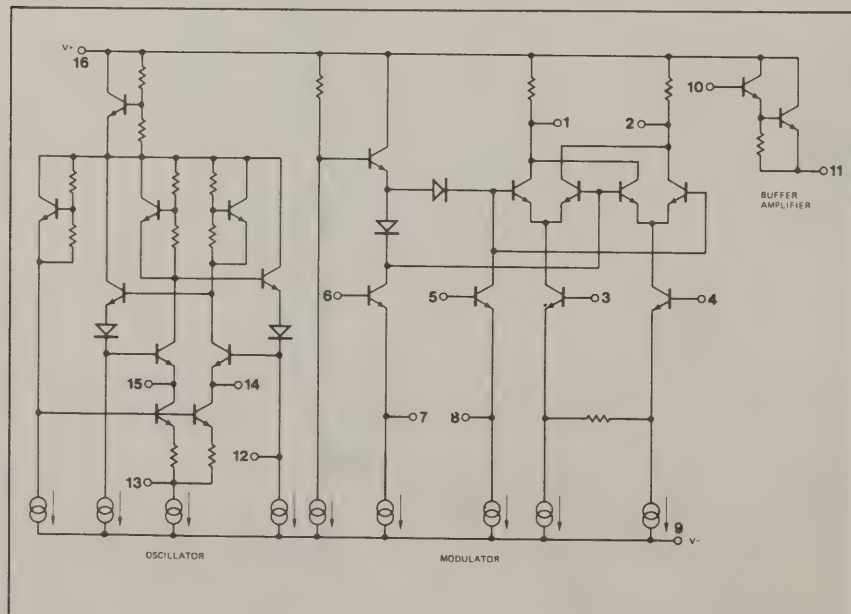 V+
16
10
1
2
11
BUFFER
AMPLIFIER
6
5
3
4
15
14
7
8
12
13
9
V-
OSCILLATOR
MODULATOR